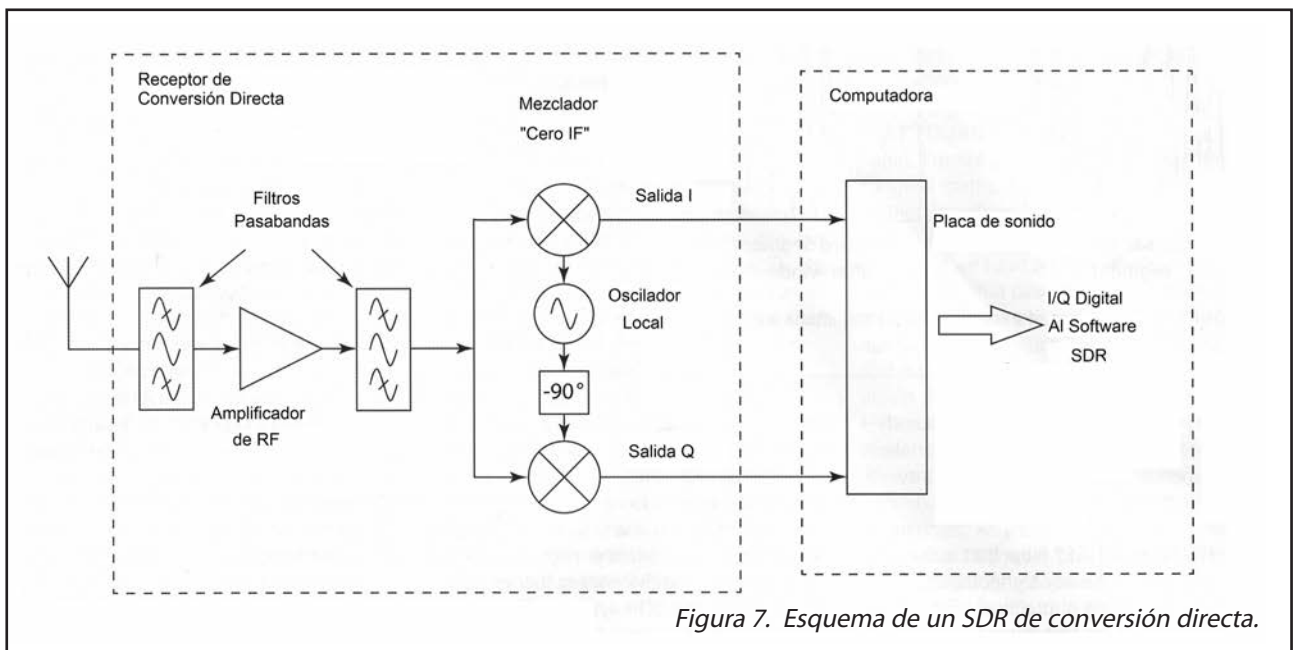 Receptor de
Conversión Directa
Mezclador
"Cero IF"
Computadora
Filtros
Pasabandas
Salida I
Placa de sonido
Oscilador
Local
I/Q Digital
Al Software
SDR
-90°
Amplificador
de RF
Salida Q
Figura 7. Esquema de un SDR de conversión directa.